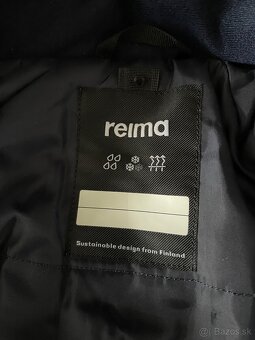 reima
Sustainable design from Finland
Bazos.sk